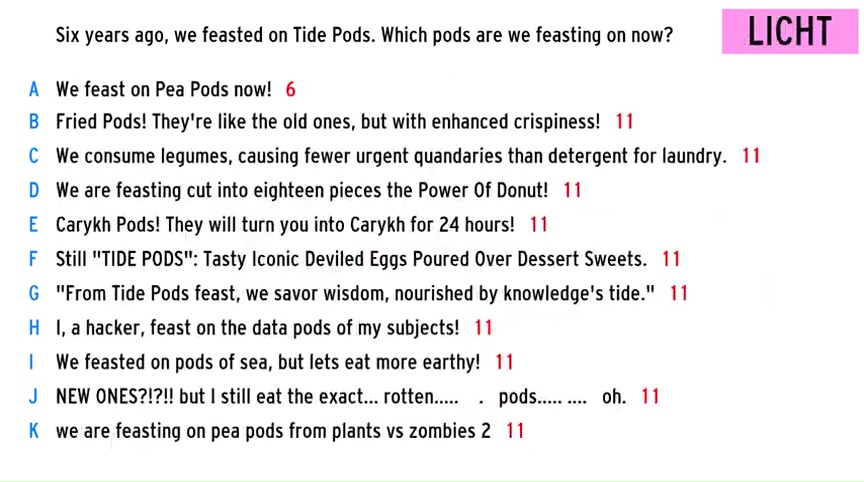 Six years ago, we feasted on Tide Pods. Which pods are we feasting on now?
LICHT
A We feast on Pea Pods now! 6
B Fried Pods! They're like the old ones, but with enhanced crispiness! 11
C We consume legumes, causing fewer urgent quandaries than detergent for laundry. 11
D We are feasting cut into eighteen pieces the Power Of Donut! 11
E Carykh Pods! They will turn you into Carykh for 24 hours! 11
F Still "TIDE PODS": Tasty Iconic Deviled Eggs Poured Over Dessert Sweets. 11
G "From Tide Pods feast, we savor wisdom, nourished by knowledge's tide." 11
H I, a hacker, feast on the data pods of my subjects! 11
I We feasted on pods of sea, but lets eat more earthy! 11
J NEW ONES?!?!! but I still eat the exact... rotten..... . pods..... .... oh. 11
K we are feasting on pea pods from plants vs zombies 2 11